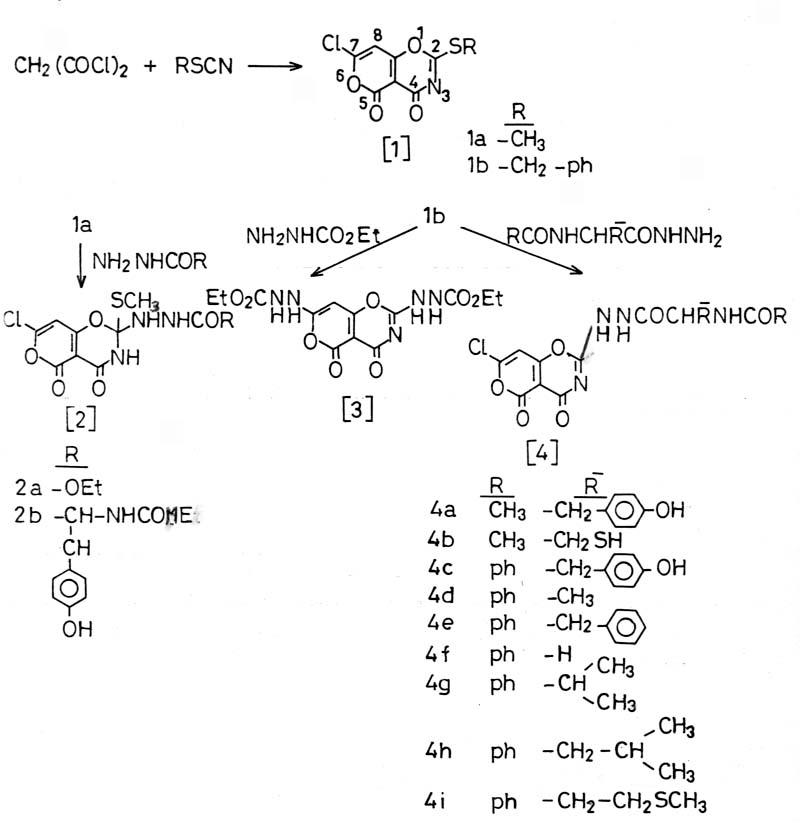 CH2(COCl)2 + RSCN
Cl 7 8 O 1 2 SR
6 O 5 4 N 3
O O
[1]
R
1a -CH3
1b -CH2-ph
1a
NH2NHCOR
1b
NH2NHCO2Et
RCONHCHR̄CONHNH2
SCH3
Cl O NHNHCOR
O NH
O O
[2]
EtO2CNN O NNCO2Et
HH HH
O N
O O
[3]
N NCOCHR̄NHCOR
H H
Cl O
O N
O O
[4]
R
2a -OEt
2b -CH-NHCOME
CH
OH
R R̄
4a CH3 -CH2- -OH
4b CH3 -CH2SH
4c ph -CH2- -OH
4d ph -CH3
4e ph -CH2-
4f ph -H
4g ph -CH CH3
CH3
4h ph -CH2-CH CH3
CH3
4i ph -CH2-CH2SCH3